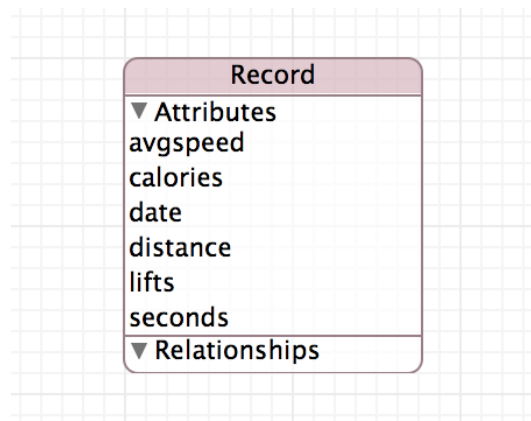 Record
Attributes
avgspeed
calories
date
distance
lifts
seconds
Relationships